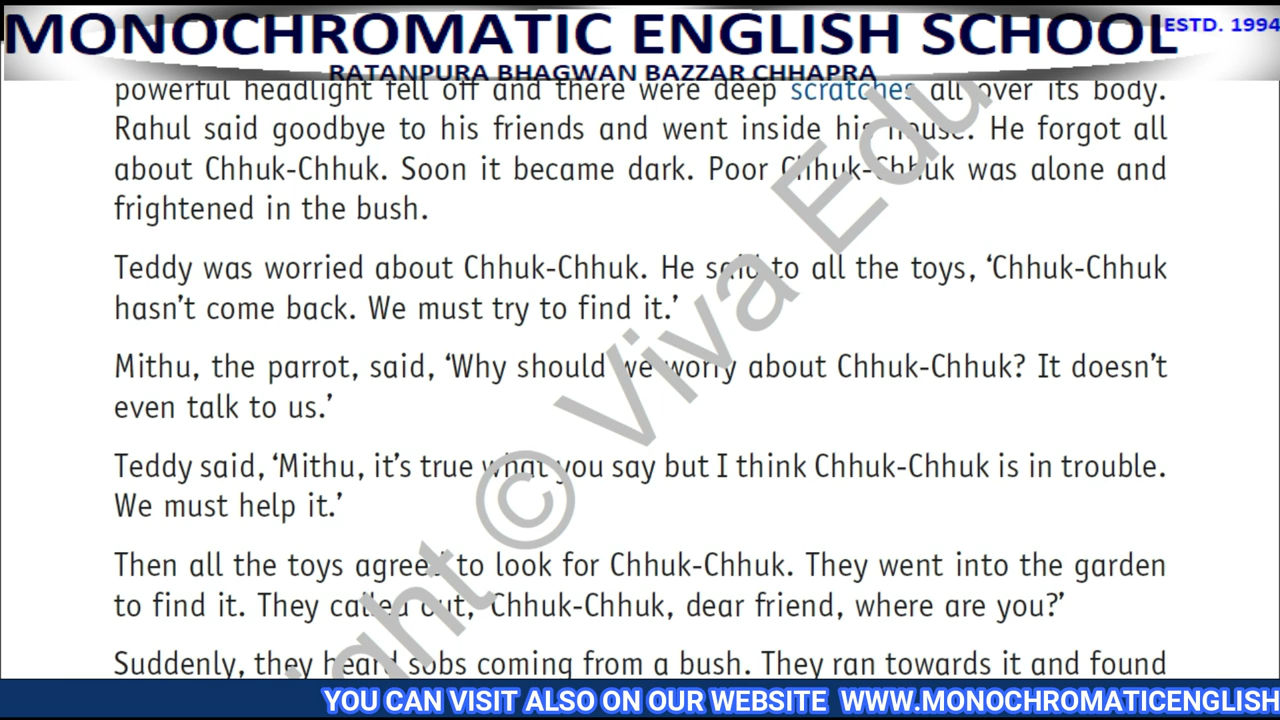 MONOCHROMATIC ENGLISH SCHOOL
ESTD. 1994
RATANPURA BHAGWAN BAZZAR CHHAPRA
powerful headlight fell off and there were deep scratches all over its body.
Rahul said goodbye to his friends and went inside his house. He forgot all
about Chhuk-Chhuk. Soon it became dark. Poor Chhuk-Chhuk was alone and
frightened in the bush.
Teddy was worried about Chhuk-Chhuk. He said to all the toys, ‘Chhuk-Chhuk
hasn’t come back. We must try to find it.’
Mithu, the parrot, said, ‘Why should we worry about Chhuk-Chhuk? It doesn’t
even talk to us.’
Teddy said, ‘Mithu, it’s true what you say but I think Chhuk-Chhuk is in trouble.
We must help it.’
Then all the toys agreed to look for Chhuk-Chhuk. They went into the garden
to find it. They called out, ‘Chhuk-Chhuk, dear friend, where are you?’
Suddenly, they heard sobs coming from a bush. They ran towards it and found
ight © Viva Edu
YOU CAN VISIT ALSO ON OUR WEBSITE WWW.MONOCHROMATICENGLISH